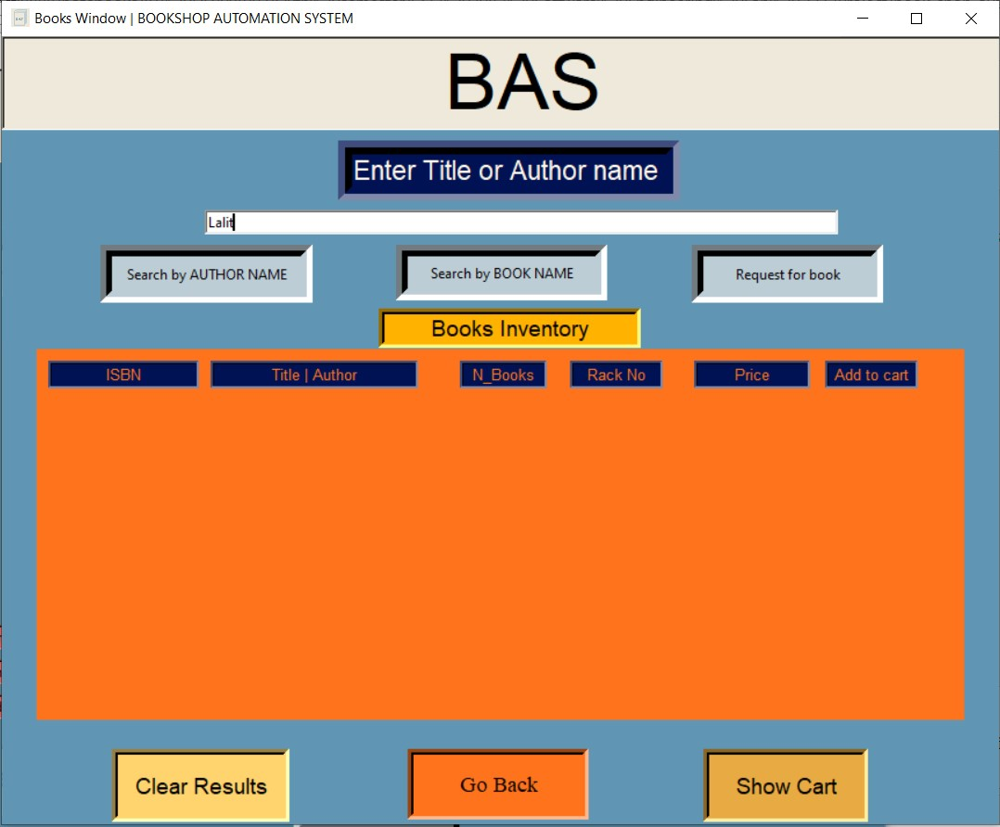 Books Window | BOOKSHOP AUTOMATION SYSTEM
BAS
Enter Title or Author name
Lalit
Search by AUTHOR NAME Search by BOOK NAME Request for book
Books Inventory
ISBN Title | Author N_Books Rack No Price Add to cart
Clear Results Go Back Show Cart